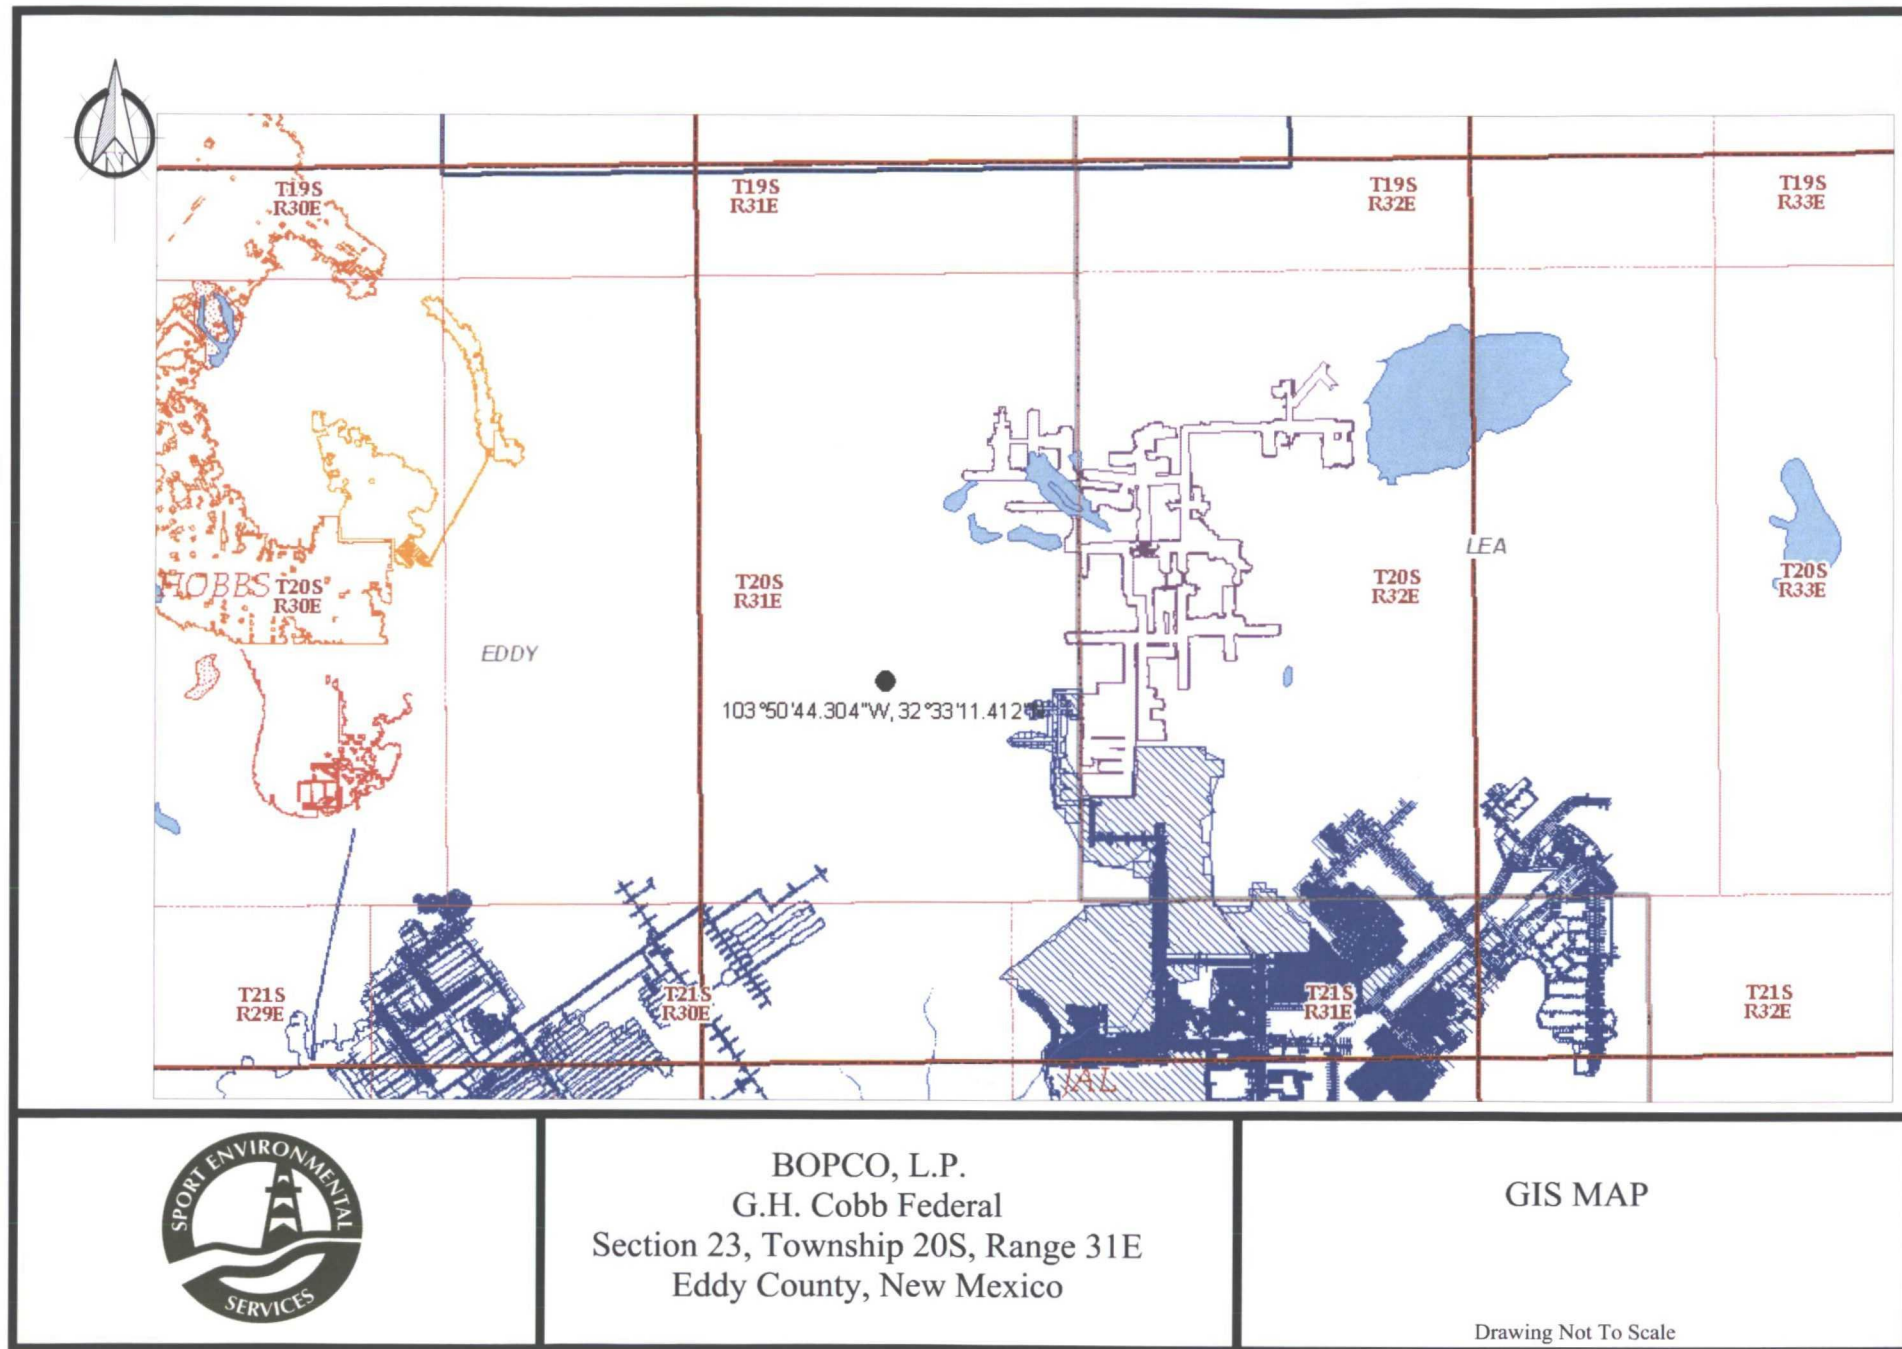 N
T19S
R30E
T19S
R31E
T19S
R32E
T19S
R33E
HOBBS
T20S
R30E
EDDY
T20S
R31E
LEA
T20S
R32E
T20S
R33E
103°50'44.304"W, 32°33'11.412"
T21S
R29E
T21S
R30E
T21S
R31E
T21S
R32E
JAL
SPORT ENVIRONMENTAL
SERVICES
BOPCO, L.P.
G.H. Cobb Federal
Section 23, Township 20S, Range 31E
Eddy County, New Mexico
GIS MAP
Drawing Not To Scale